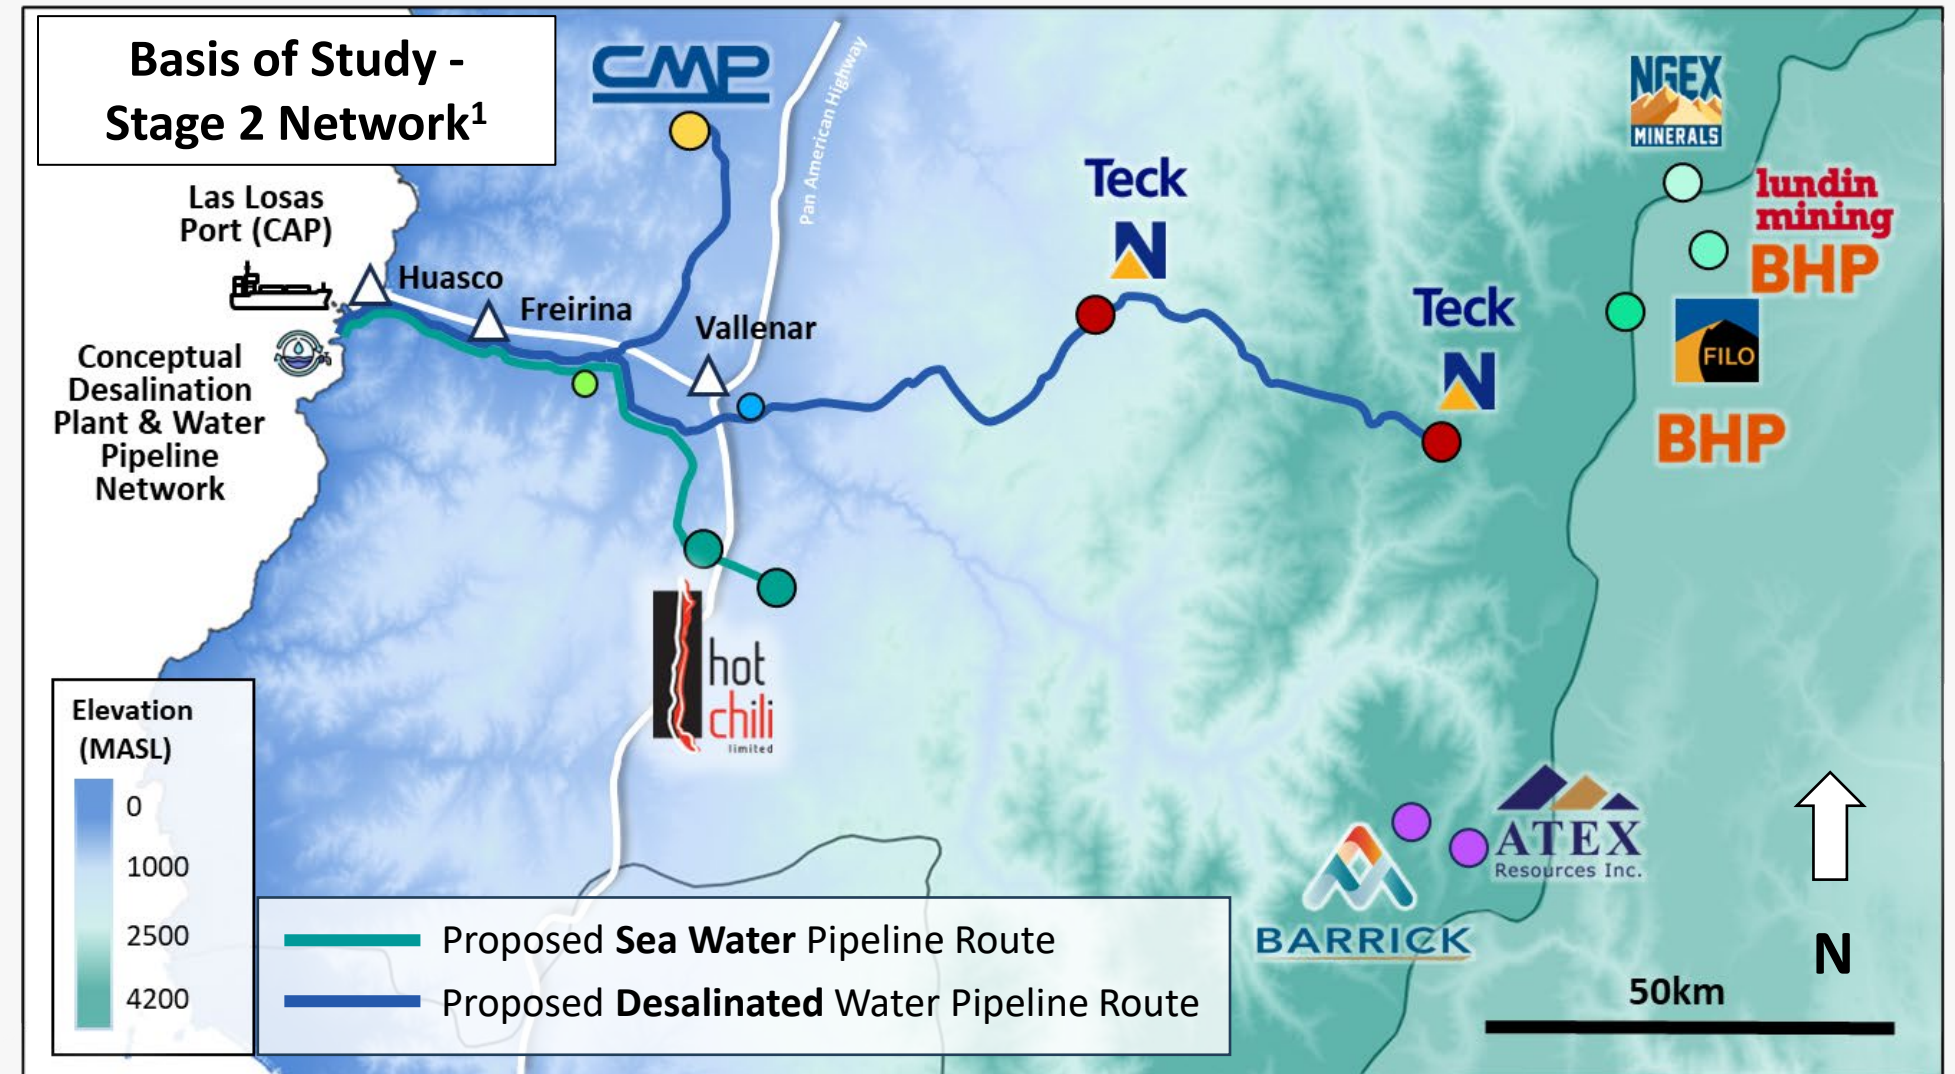 Basis of Study -
Stage 2 Network¹
CMP
Pan American Highway
NGEX
MINERALS
Las Losas
Port (CAP)
Teck
N
lundin
mining
BHP
Huasco
Freirina
Vallenar
Teck
N
FILO
BHP
Conceptual
Desalination
Plant & Water
Pipeline
Network
hot
chili
limited
Elevation
(MASL)
0
1000
2500
4200
ATEX
Resources Inc.
BARRICK
Proposed Sea Water Pipeline Route
Proposed Desalinated Water Pipeline Route
N
50km